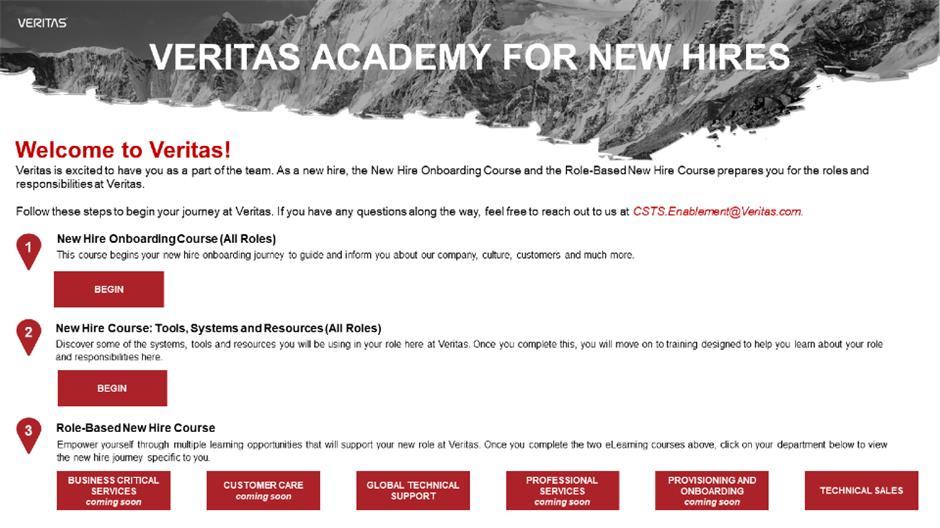 VERITAS
VERITAS ACADEMY FOR NEW HIRES
Welcome to Veritas!
Veritas is excited to have you as a part of the team. As a new hire, the New Hire Onboarding Course and the Role-Based New Hire Course prepares you for the roles and
responsibilities at Veritas.
Follow these steps to begin your journey at Veritas. If you have any questions along the way, feel free to reach out to us at CSTS.Enablement@Veritas.com.
1
New Hire Onboarding Course (All Roles)
This course begins your new hire onboarding journey to guide and inform you about our company, culture, customers and much more.
BEGIN
2
New Hire Course: Tools, Systems and Resources (All Roles)
Discover some of the systems, tools and resources you will be using in your role here at Veritas. Once you complete this, you will move on to training designed to help you learn about your role
and responsibilities here.
BEGIN
3
Role-Based New Hire Course
Empower yourself through multiple learning opportunities that will support your new role at Veritas. Once you complete the two eLearning courses above, click on your department below to view
the new hire journey specific to you.
BUSINESS CRITICAL
SERVICES
coming soon
CUSTOMER CARE
coming soon
GLOBAL TECHNICAL
SUPPORT
PROFESSIONAL
SERVICES
coming soon
PROVISIONING AND
ONBOARDING
coming soon
TECHNICAL SALES